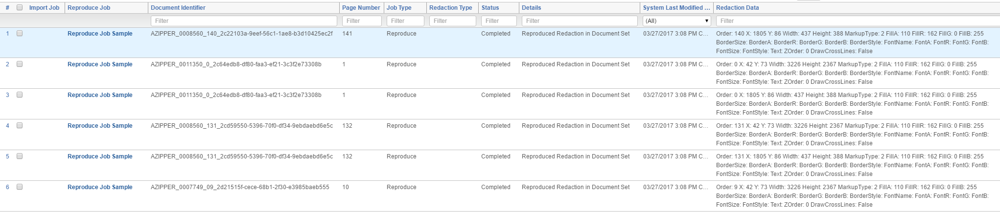 # Import Job Reproduce Job Document Identifier Page Number Job Type Redaction Type Status Details System Last Modified ... Redaction Data
Filter Filter Filter Filter Filter Filter (All) Filter
1 Reproduce Job Sample AZIPPER_0008560_140_2c22103a-9eef-56c1-1ae8-b3d10425ec2f 141 Reproduce Completed Reproduced Redaction in Document Set 03/27/2017 3:08 PM C... Order: 140 X: 1805 Y: 86 Width: 437 Height: 388 MarkupType: 2 FillA: 110 FillR: 162 FillG: 0 FillB: 255
BorderSize: BorderA: BorderR: BorderG: BorderB: BorderStyle: FontName: FontA: FontR: FontG: FontB:
FontSize: FontStyle: Text: ZOrder: 0 DrawCrossLines: False
2 Reproduce Job Sample AZIPPER_0011350_0_2c64edb8-df80-faa3-ef21-3c3f2e73308b 1 Reproduce Completed Reproduced Redaction in Document Set 03/27/2017 3:08 PM C... Order: 0 X: 42 Y: 73 Width: 3226 Height: 2367 MarkupType: 2 FillA: 110 FillR: 162 FillG: 0 FillB: 255
BorderSize: BorderA: BorderR: BorderG: BorderB: BorderStyle: FontName: FontA: FontR: FontG: FontB:
FontSize: FontStyle: Text: ZOrder: 0 DrawCrossLines: False
3 Reproduce Job Sample AZIPPER_0011350_0_2c64edb8-df80-faa3-ef21-3c3f2e73308b 1 Reproduce Completed Reproduced Redaction in Document Set 03/27/2017 3:08 PM C... Order: 0 X: 1805 Y: 86 Width: 437 Height: 388 MarkupType: 2 FillA: 110 FillR: 162 FillG: 0 FillB: 255
BorderSize: BorderA: BorderR: BorderG: BorderB: BorderStyle: FontName: FontA: FontR: FontG: FontB:
FontSize: FontStyle: Text: ZOrder: 0 DrawCrossLines: False
4 Reproduce Job Sample AZIPPER_0008560_131_2cd59550-5396-70f0-df34-9ebdaebd6e5c 132 Reproduce Completed Reproduced Redaction in Document Set 03/27/2017 3:08 PM C... Order: 131 X: 42 Y: 73 Width: 3226 Height: 2367 MarkupType: 2 FillA: 110 FillR: 162 FillG: 0 FillB: 255
BorderSize: BorderA: BorderR: BorderG: BorderB: BorderStyle: FontName: FontA: FontR: FontG: FontB:
FontSize: FontStyle: Text: ZOrder: 0 DrawCrossLines: False
5 Reproduce Job Sample AZIPPER_0008560_131_2cd59550-5396-70f0-df34-9ebdaebd6e5c 132 Reproduce Completed Reproduced Redaction in Document Set 03/27/2017 3:08 PM C... Order: 131 X: 1805 Y: 86 Width: 437 Height: 388 MarkupType: 2 FillA: 110 FillR: 162 FillG: 0 FillB: 255
BorderSize: BorderA: BorderR: BorderG: BorderB: BorderStyle: FontName: FontA: FontR: FontG: FontB:
FontSize: FontStyle: Text: ZOrder: 0 DrawCrossLines: False
6 Reproduce Job Sample AZIPPER_0007749_09_2d21515f-cece-68b1-2f30-e3985baeb555 10 Reproduce Completed Reproduced Redaction in Document Set 03/27/2017 3:08 PM C... Order: 9 X: 42 Y: 73 Width: 3226 Height: 2367 MarkupType: 2 FillA: 110 FillR: 162 FillG: 0 FillB: 255
BorderSize: BorderA: BorderR: BorderG: BorderB: BorderStyle: FontName: FontA: FontR: FontG: FontB:
FontSize: FontStyle: Text: ZOrder: 0 DrawCrossLines: False